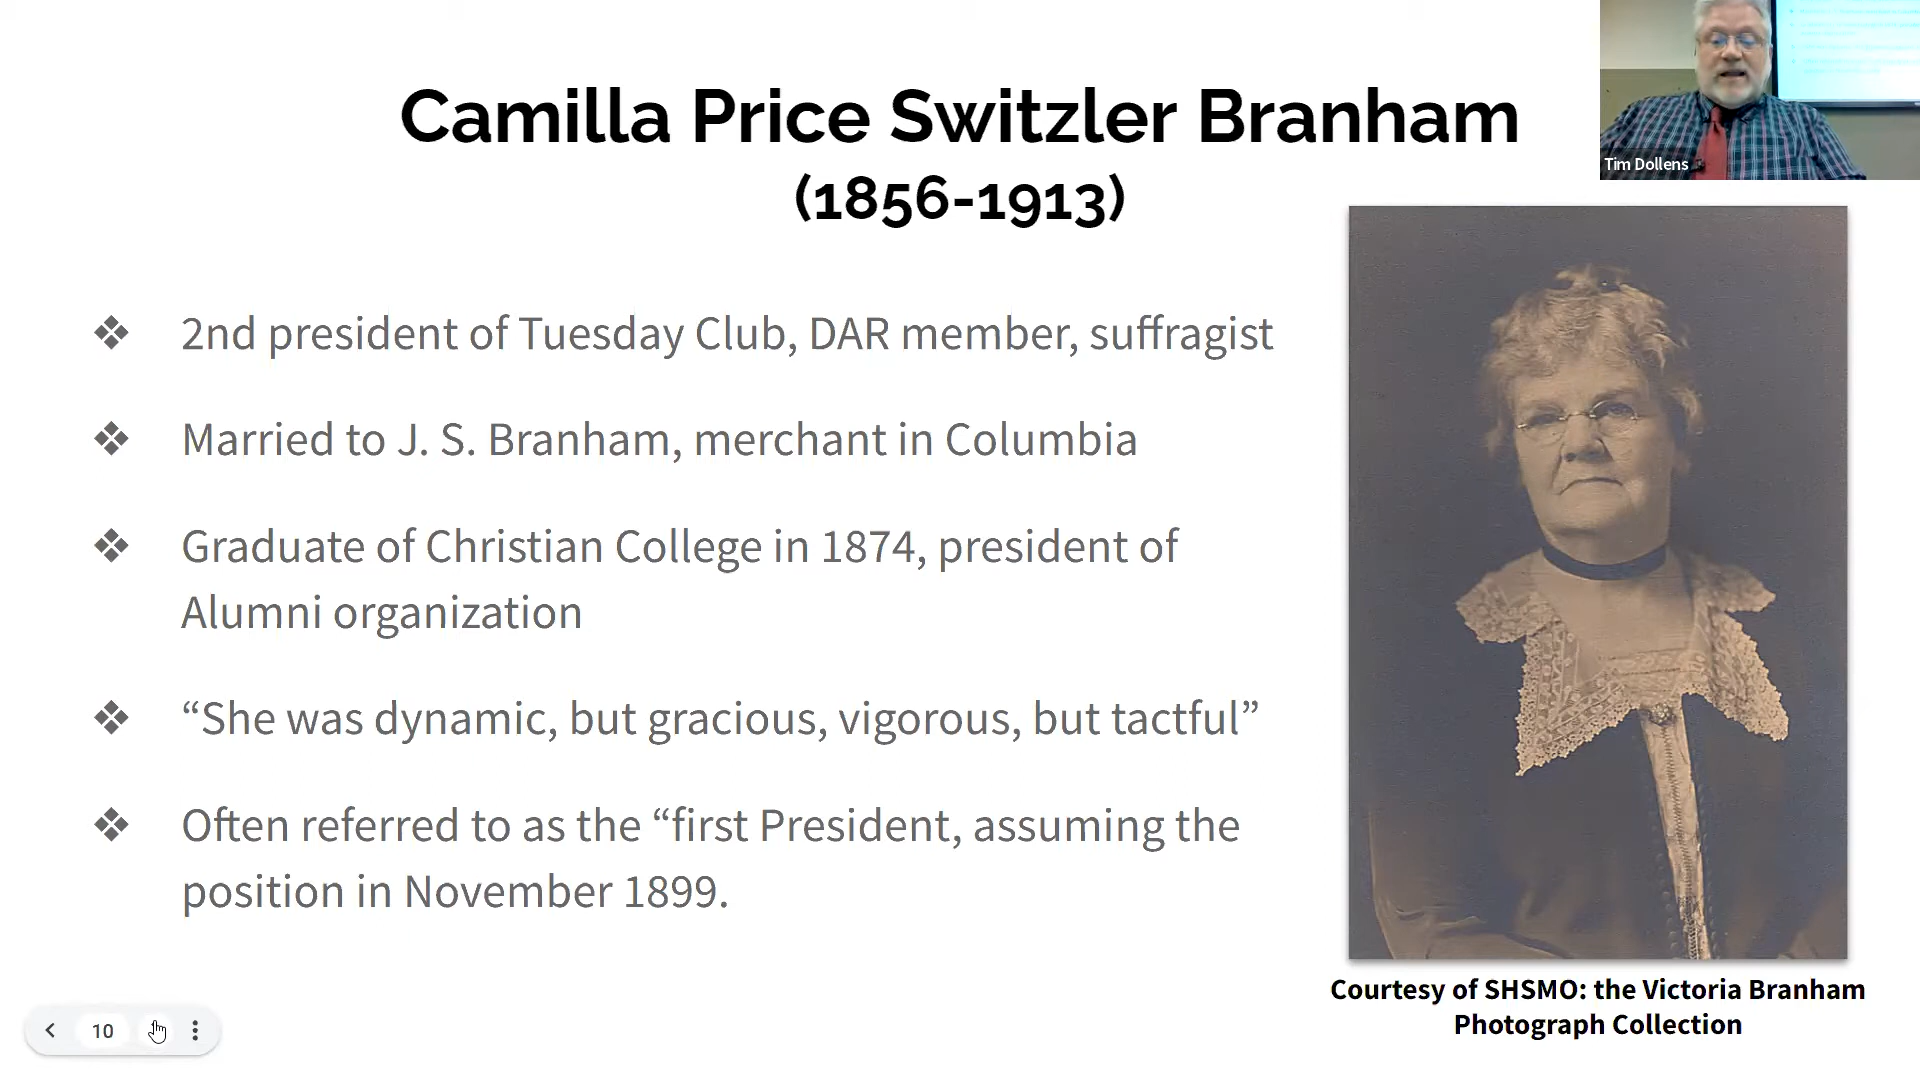 Camilla Price Switzler Branham
(1856-1913)
Tim Dollens
❖ 2nd president of Tuesday Club, DAR member, suffragist
❖ Married to J. S. Branham, merchant in Columbia
❖ Graduate of Christian College in 1874, president of
Alumni organization
❖ “She was dynamic, but gracious, vigorous, but tactful”
❖ Often referred to as the “first President, assuming the
position in November 1899.
Courtesy of SHSMO: the Victoria Branham
Photograph Collection
10